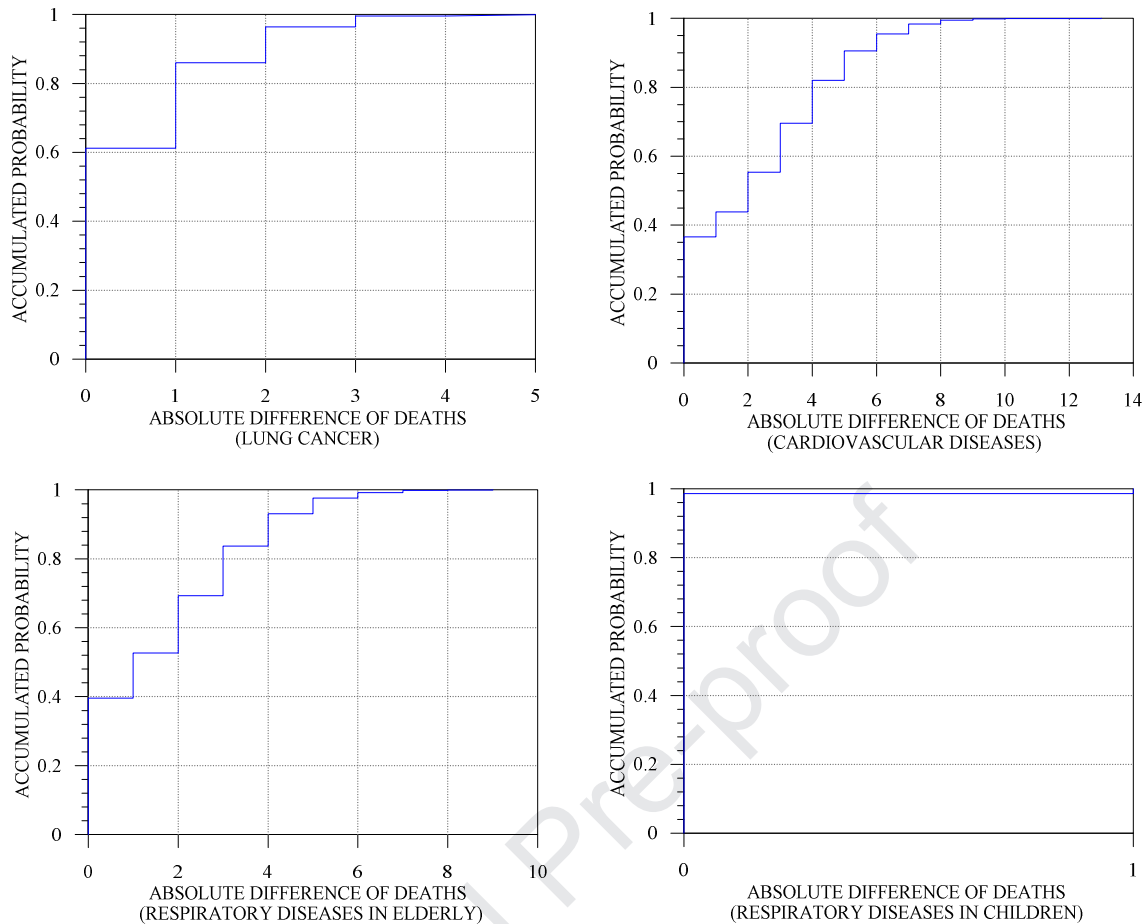 ACCUMULATED PROBABILITY
1
0.8
0.6
0.4
0.2
0
0 1 2 3 4 5
ABSOLUTE DIFFERENCE OF DEATHS
(LUNG CANCER)
ACCUMULATED PROBABILITY
1
0.8
0.6
0.4
0.2
0
0 2 4 6 8 10 12 14
ABSOLUTE DIFFERENCE OF DEATHS
(CARDIOVASCULAR DISEASES)
ACCUMULATED PROBABILITY
1
0.8
0.6
0.4
0.2
0
0 2 4 6 8 10
ABSOLUTE DIFFERENCE OF DEATHS
(RESPIRATORY DISEASES IN ELDERLY)
ACCUMULATED PROBABILITY
1
0.8
0.6
0.4
0.2
0
0 1
ABSOLUTE DIFFERENCE OF DEATHS
(RESPIRATORY DISEASES IN CHILDREN)
l Pre-proof